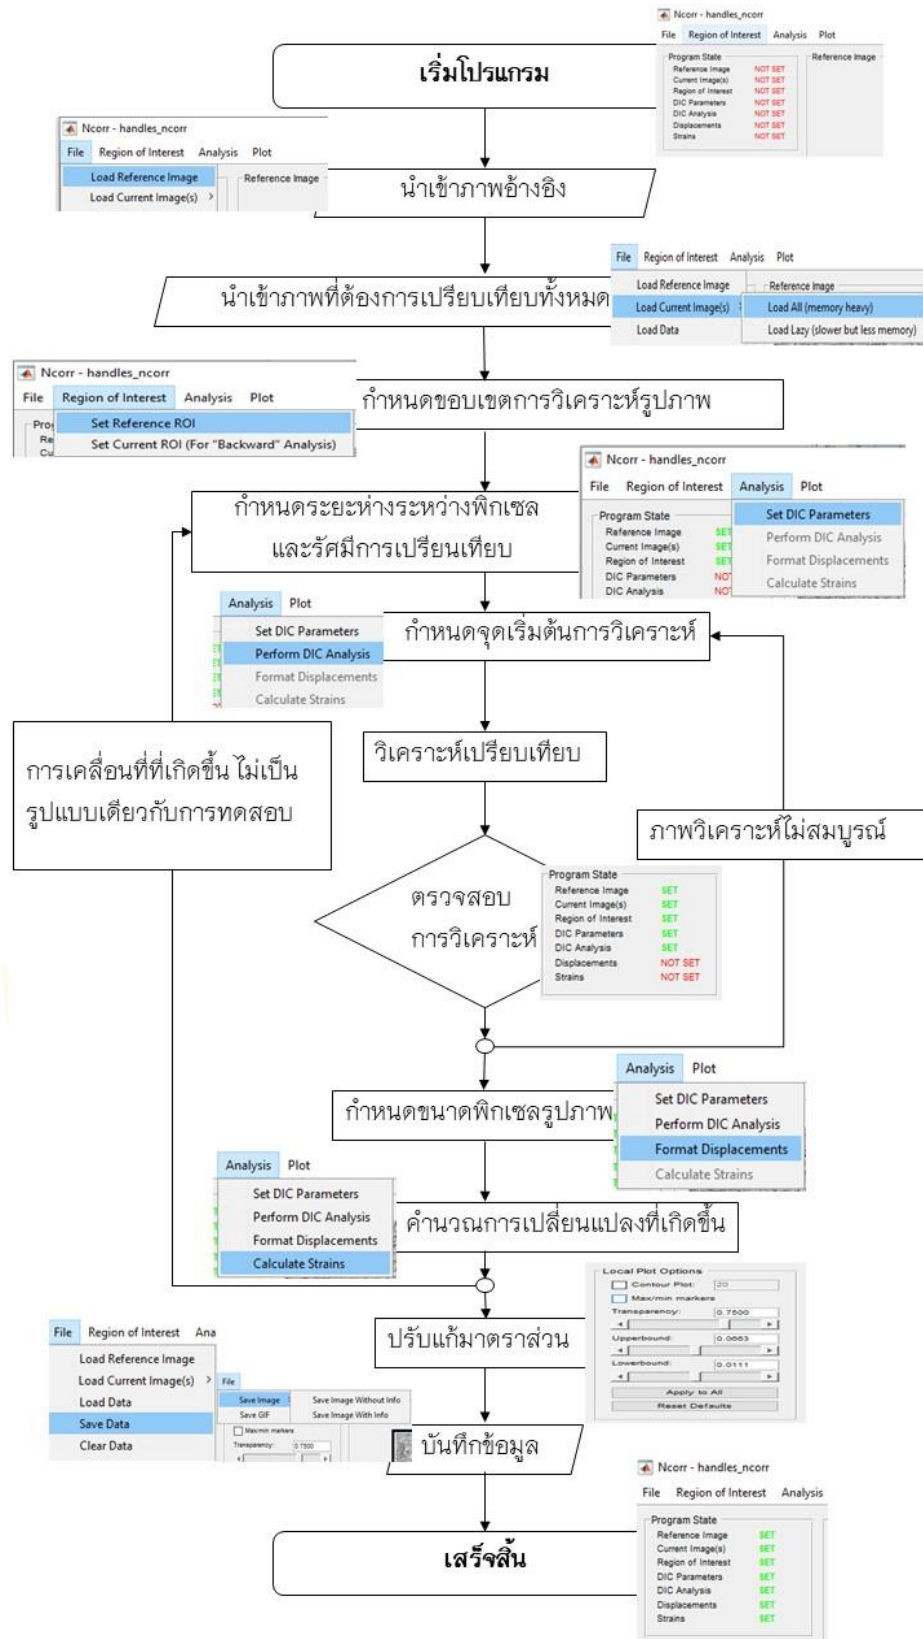 Ncorr - handles_ncorr
File Region of Interest Analysis Plot
Program State
Reference Image NOT SET
Current Image(s) NOT SET
Region of Interest NOT SET
DIC Parameters NOT SET
DIC Analysis NOT SET
Displacements NOT SET
Strains NOT SET
Reference Image
เริ่มโปรแกรม
Ncorr - handles_ncorr
File Region of Interest Analysis Plot
Load Reference Image
Load Current Image(s)
Reference Image
นำเข้าภาพอ้างอิง
File Region of Interest Analysis Plot
Load Reference Image
Load Current Image(s)
Load Data
Reference Image
Load All (memory heavy)
Load Lazy (slower but less memory)
นำเข้าภาพที่ต้องการเปรียบเทียบทั้งหมด
Ncorr - handles_ncorr
File Region of Interest Analysis Plot
Set Reference ROI
Set Current ROI (For "Backward" Analysis)
กำหนดขอบเขตการวิเคราะห์รูปภาพ
Ncorr - handles_ncorr
File Region of Interest Analysis Plot
Program State
Reference Image SET
Current Image(s) SET
Region of Interest SET
DIC Parameters NOT
DIC Analysis NOT
Set DIC Parameters
Perform DIC Analysis
Format Displacements
Calculate Strains
กำหนดระยะห่างระหว่างพิกเซล
และรัศมีการเปรียนเทียบ
Analysis Plot
Set DIC Parameters
Perform DIC Analysis
Format Displacements
Calculate Strains
กำหนดจุดเริ่มต้นการวิเคราะห์
วิเคราะห์เปรียบเทียบ
การเคลื่อนที่ที่เกิดขึ้น ไม่เป็น
รูปแบบเดียวกับการทดสอบ
ภาพวิเคราะห์ไม่สมบูรณ์
ตรวจสอบ
การวิเคราะห์
Program State
Reference Image SET
Current Image(s) SET
Region of Interest SET
DIC Parameters SET
DIC Analysis SET
Displacements NOT SET
Strains NOT SET
Analysis Plot
Set DIC Parameters
Perform DIC Analysis
Format Displacements
Calculate Strains
กำหนดขนาดพิกเซลรูปภาพ
Analysis Plot
Set DIC Parameters
Perform DIC Analysis
Format Displacements
Calculate Strains
คำนวณการเปลี่ยนแปลงที่เกิดขึ้น
Local Plot Options
Contour Plot: 20
Max/min markers
Transparency: 0.7500
Upperbound: 0.0663
Lowerbound: 0.0111
Apply to All
Reset Defaults
ปรับแก้มาตราส่วน
File Region of Interest Ana
Load Reference Image
Load Current Image(s)
Load Data
Save Data
Clear Data
File
Save Image
Save GIF
Save Image Without Info
Save Image With Info
Max/min markers
Transparency: 0.7500
บันทึกข้อมูล
Ncorr - handles_ncorr
File Region of Interest Analysis
Program State
Reference Image SET
Current Image(s) SET
Region of Interest SET
DIC Parameters SET
DIC Analysis SET
Displacements SET
Strains SET
เสร็จสิ้น